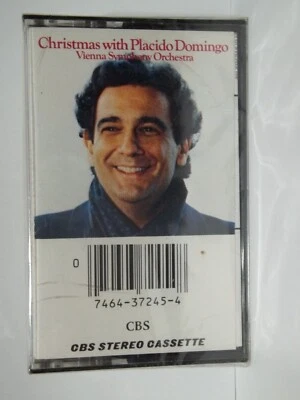 Christmas with Placido Domingo
Vienna Symphony Orchestra
0
7464-37245-4
CBS
CBS STEREO CASSETTE